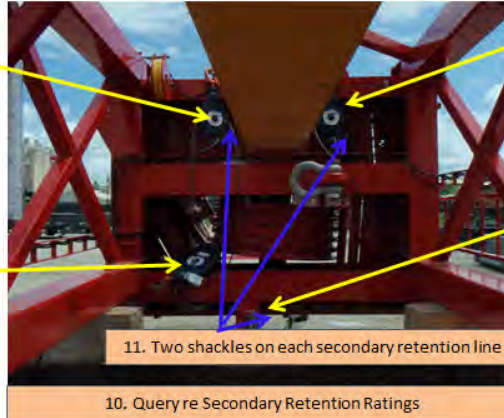 11. Two shackles on each secondary retention line
10. Query re Secondary Retention Ratings